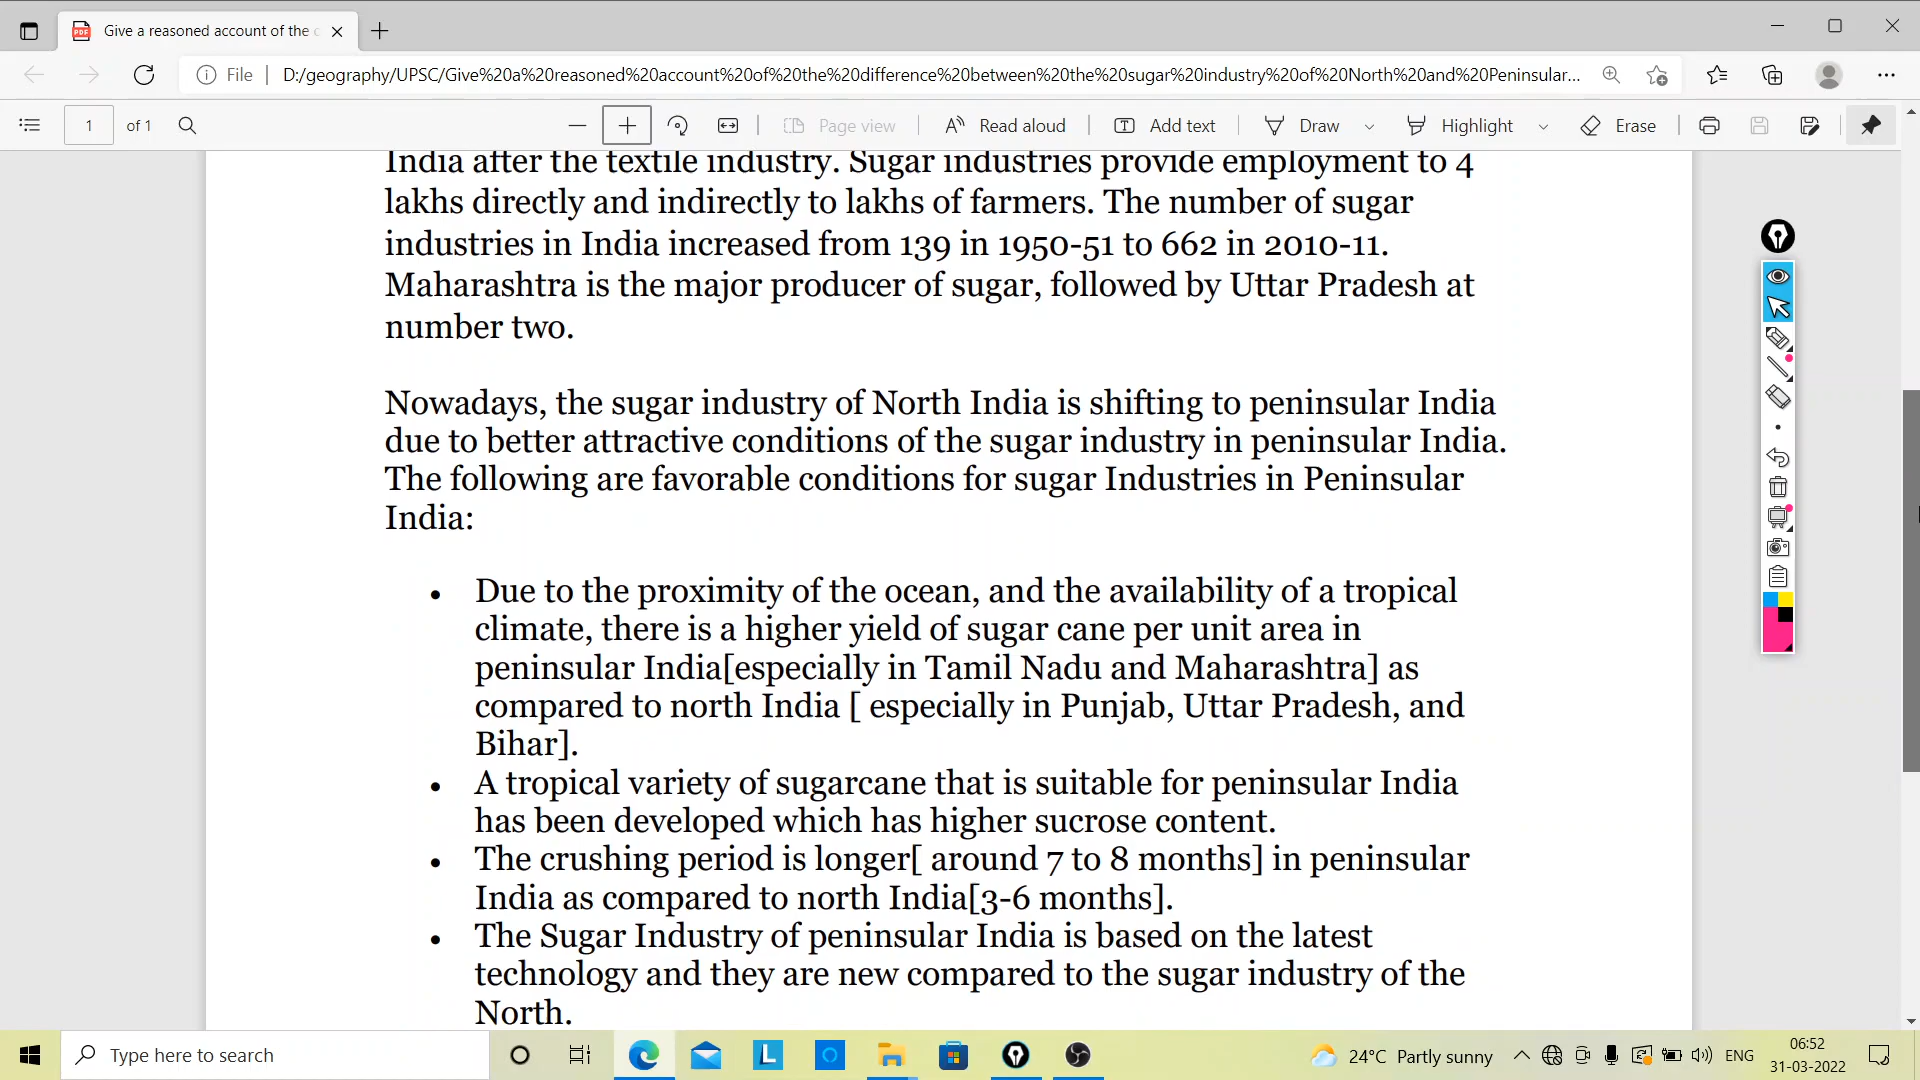 Give a reasoned account of the
File
D:/geography/UPSC/Give%20a%20reasoned%20account%20of%20the%20difference%20between%20the%20sugar%20industry%20of%20North%20and%20Peninsular...
1
of 1
Page view
Read aloud
Add text
Draw
Highlight
Erase
India after the textile industry. Sugar industries provide employment to 4
lakhs directly and indirectly to lakhs of farmers. The number of sugar
industries in India increased from 139 in 1950-51 to 662 in 2010-11.
Maharashtra is the major producer of sugar, followed by Uttar Pradesh at
number two.
Nowadays, the sugar industry of North India is shifting to peninsular India
due to better attractive conditions of the sugar industry in peninsular India.
The following are favorable conditions for sugar Industries in Peninsular
India:
• Due to the proximity of the ocean, and the availability of a tropical
climate, there is a higher yield of sugar cane per unit area in
peninsular India[especially in Tamil Nadu and Maharashtra] as
compared to north India [ especially in Punjab, Uttar Pradesh, and
Bihar].
• A tropical variety of sugarcane that is suitable for peninsular India
has been developed which has higher sucrose content.
• The crushing period is longer[ around 7 to 8 months] in peninsular
India as compared to north India[3-6 months].
• The Sugar Industry of peninsular India is based on the latest
technology and they are new compared to the sugar industry of the
North.
Type here to search
L
24°C Partly sunny
ENG
06:52
31-03-2022